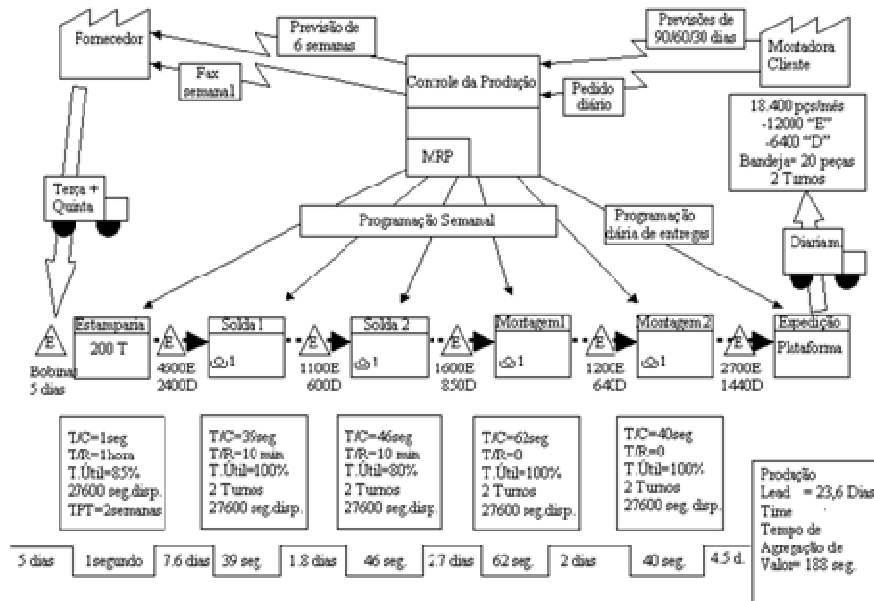 Fornecedor
Previsão de
6 semanas
Fax
semanal
Controle da Produção
MRP
Previsões de
90/60/30 dias
Pedido
diário
Montadora
Cliente
18.400 pçs/mês
-12000 "E"
-6400 "D"
Bandeja= 20 peças
2 Turnos
Terça +
Quinta
Programação Semanal
Programação
diária de entregas
Diariam.
E
Bobinas
5 dias
Estamparia
200 T
E
4600E
2400D
Solda 1
1
E
1100E
600D
Solda 2
1
E
1600E
850D
Montagem1
1
E
1200E
640D
Montagem2
1
E
2700E
1440D
Expedição
Plataforma
T/C=1seg
T/R=1hora
T.Útil=85%
27600 seg.disp.
TPT=2semanas
T/C=39seg
T/R=10 min
T.Útil=100%
2 Turnos
27600 seg.disp.
T/C=46seg
T/R=10 min
T.Útil=80%
2 Turnos
27600 seg.disp.
T/C=62seg
T/R=0
T.Útil=100%
2 Turnos
27600 seg.disp.
T/C=40seg
T/R=0
T.Útil=100%
2 Turnos
27600 seg.disp.
Produção
Lead = 23,6 Dias
Time
Tempo de
Agregação de
Valor= 188 seg.
5 dias 1segundo 7.6 dias 39 seg. 1.8 dias 46 seg. 2.7 dias 62 seg. 2 dias 40 seg. 4.5 d.